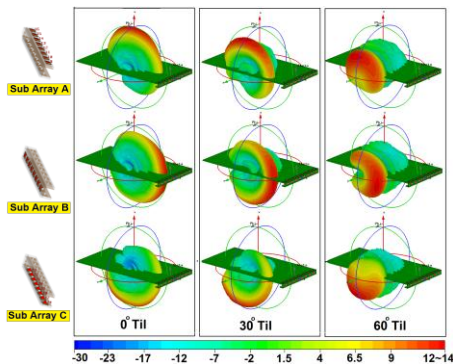 Sub Array A
Sub Array B
Sub Array C
0° Til
30° Til
60° Til
-30 -23 -17 -12 -7 -2 1.5 4 6.5 9 12~14